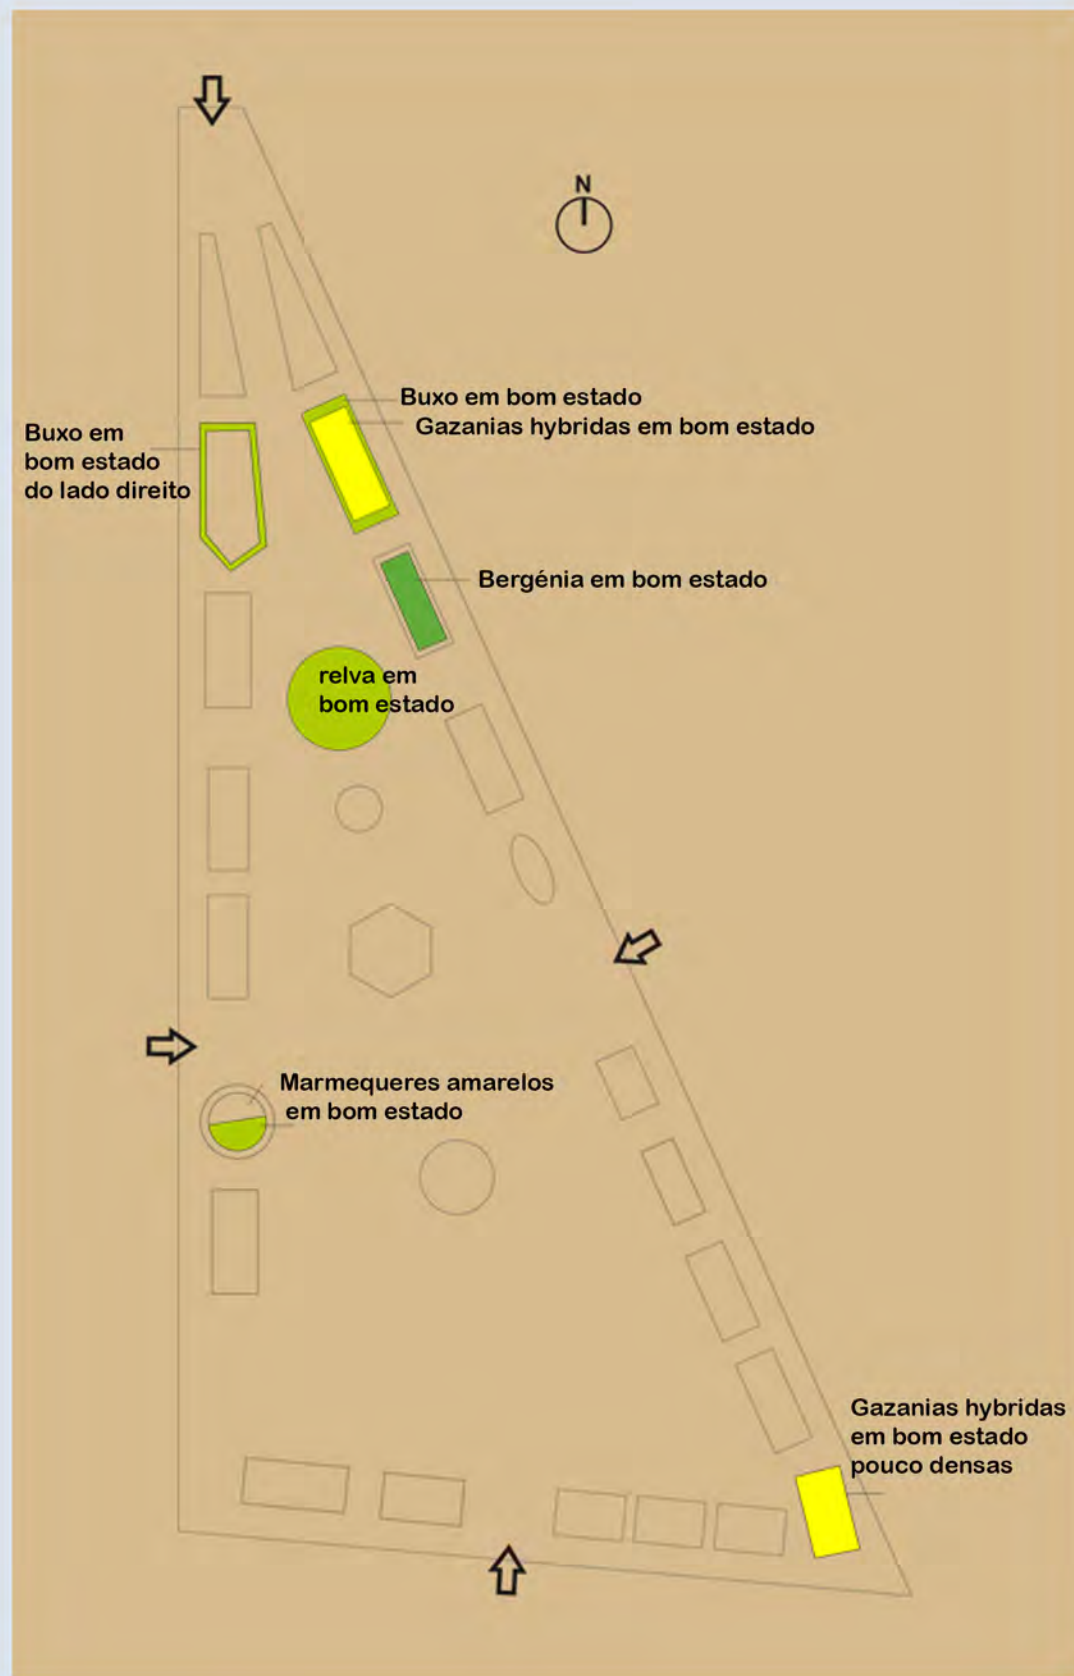 N
Buxo em bom estado
Gazanias hybridas em bom estado
Buxo em
bom estado
do lado direito
Bergénia em bom estado
relva em
bom estado
Marmequeres amarelos
em bom estado
Gazanias hybridas
em bom estado
pouco densas